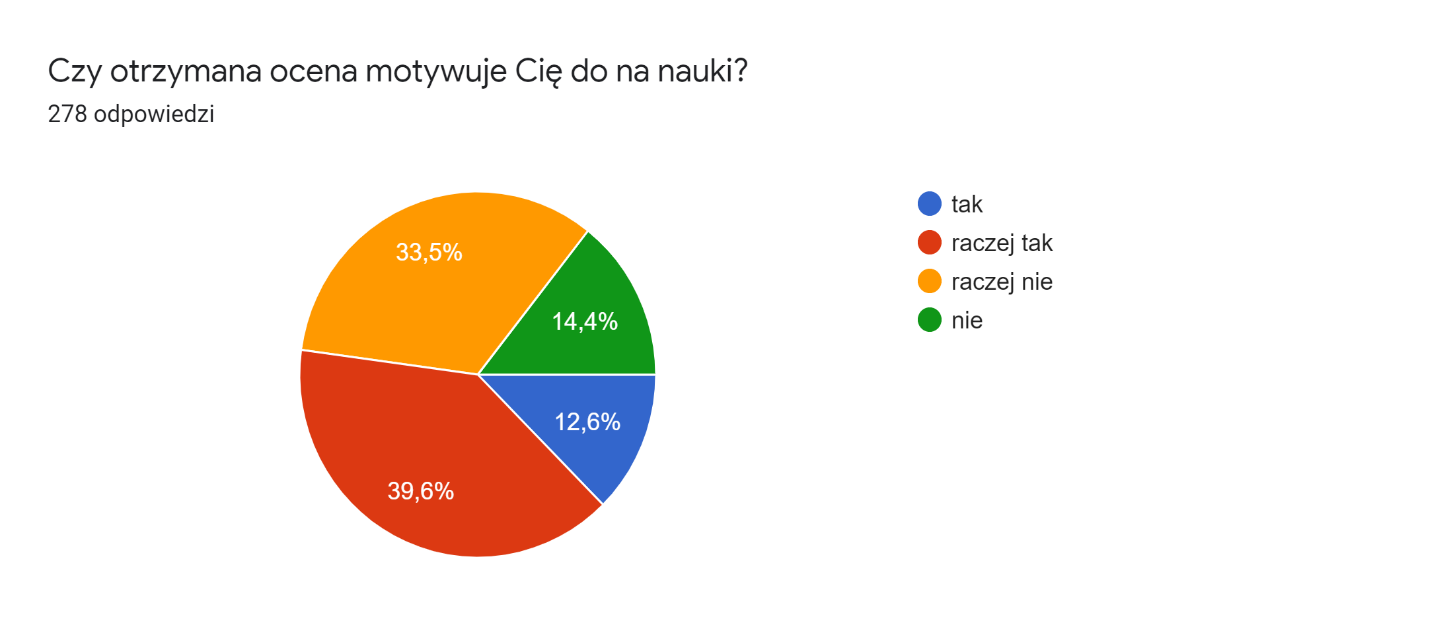 Czy otrzymana ocena motywuje Cię do na nauki?
278 odpowiedzi
33,5%
14,4%
12,6%
39,6%
tak
raczej tak
raczej nie
nie